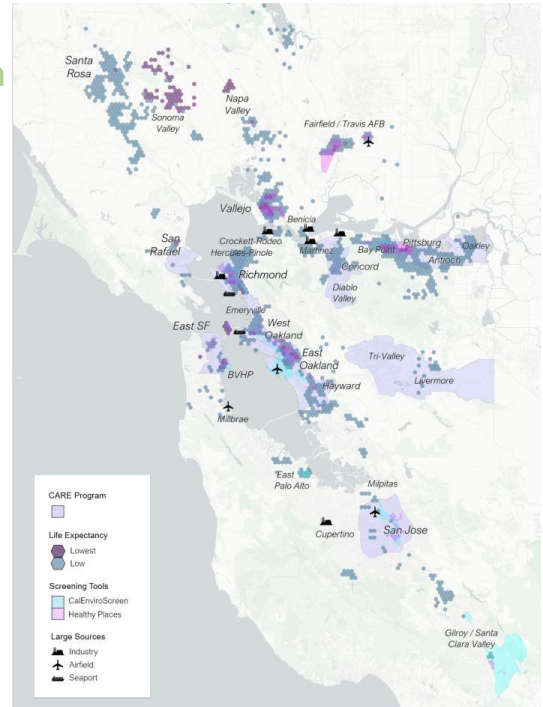 Santa
Rosa
Sonoma
Valley
Napa
Valley
Fairfield / Travis AFB
Vallejo
Benicia
San
Rafael
Crockett-Rodeo
Hercules-Pinole
Martinez
Bay Point
Pittsburg
Oakley
Antioch
Concord
Richmond
Diablo
Valley
Emeryville
East SF
West
Oakland
East
Oakland
Tri-Valley
Livermore
BVHP
Hayward
Millbrae
East
Palo Alto
Milpitas
Cupertino
San Jose
Gilroy / Santa
Clara Valley
CARE Program
Life Expectancy
Lowest
Low
Screening Tools
CalEnviroScreen
Healthy Places
Large Sources
Industry
Airfield
Seaport